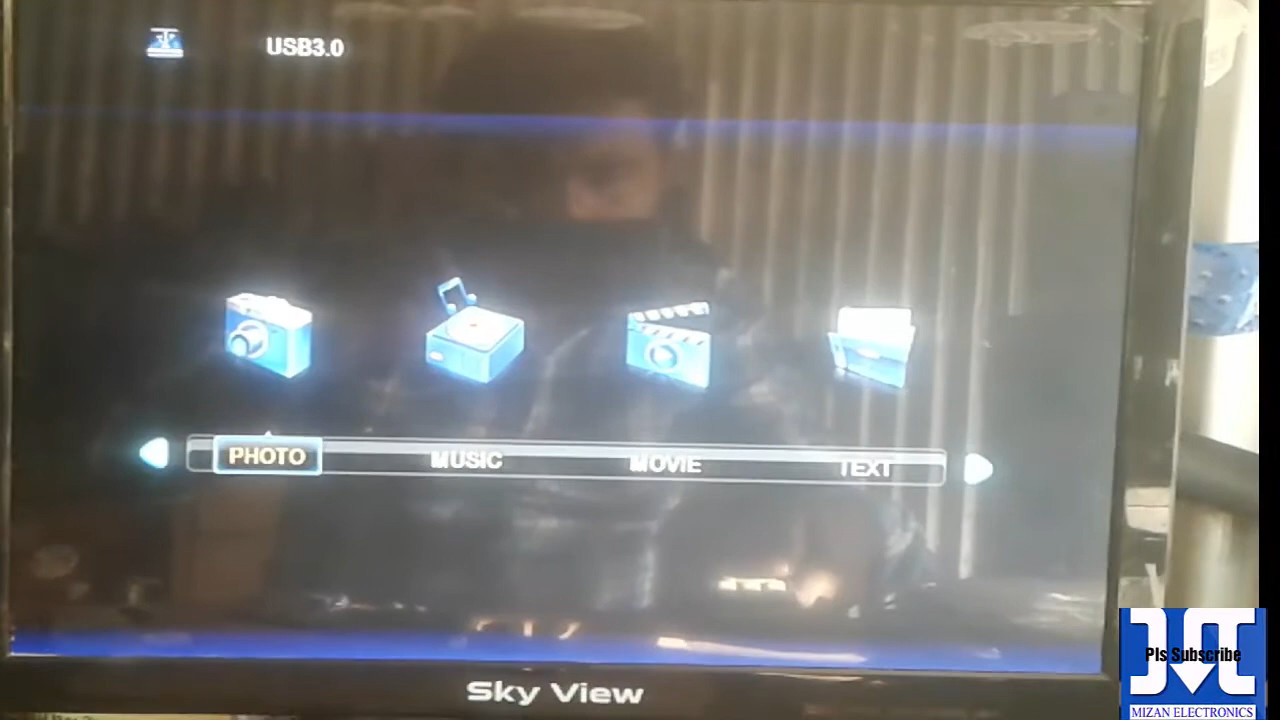 USB3.0
PHOTO
MUSIC
MOVIE
TEXT
Sky View
Pls Subscribe
MIZAN ELECTRONICS